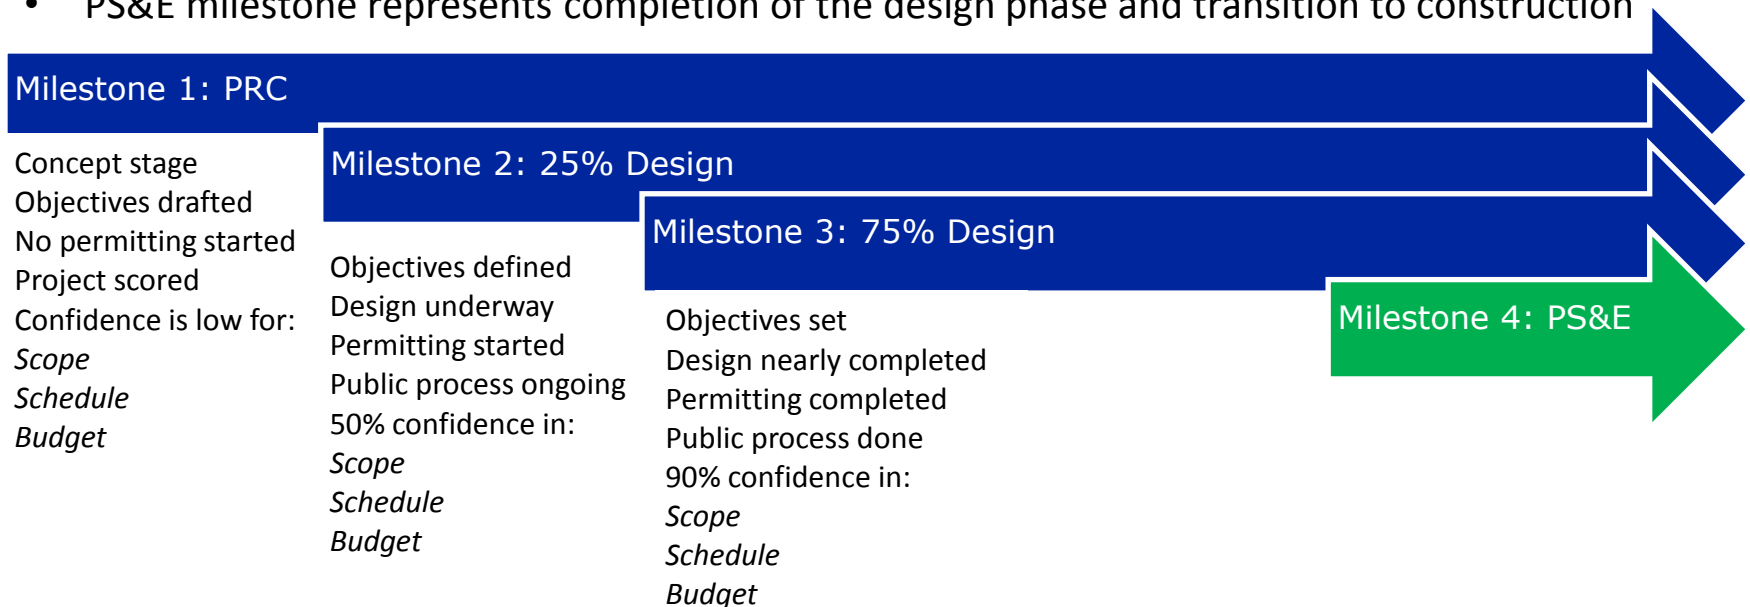 • PS&E milestone represents completion of the design phase and transition to construction
Milestone 1: PRC
Concept stage
Objectives drafted
No permitting started
Project scored
Confidence is low for:
Scope
Schedule
Budget
Milestone 2: 25% Design
Objectives defined
Design underway
Permitting started
Public process ongoing
50% confidence in:
Scope
Schedule
Budget
Milestone 3: 75% Design
Objectives set
Design nearly completed
Permitting completed
Public process done
90% confidence in:
Scope
Schedule
Budget
Milestone 4: PS&E